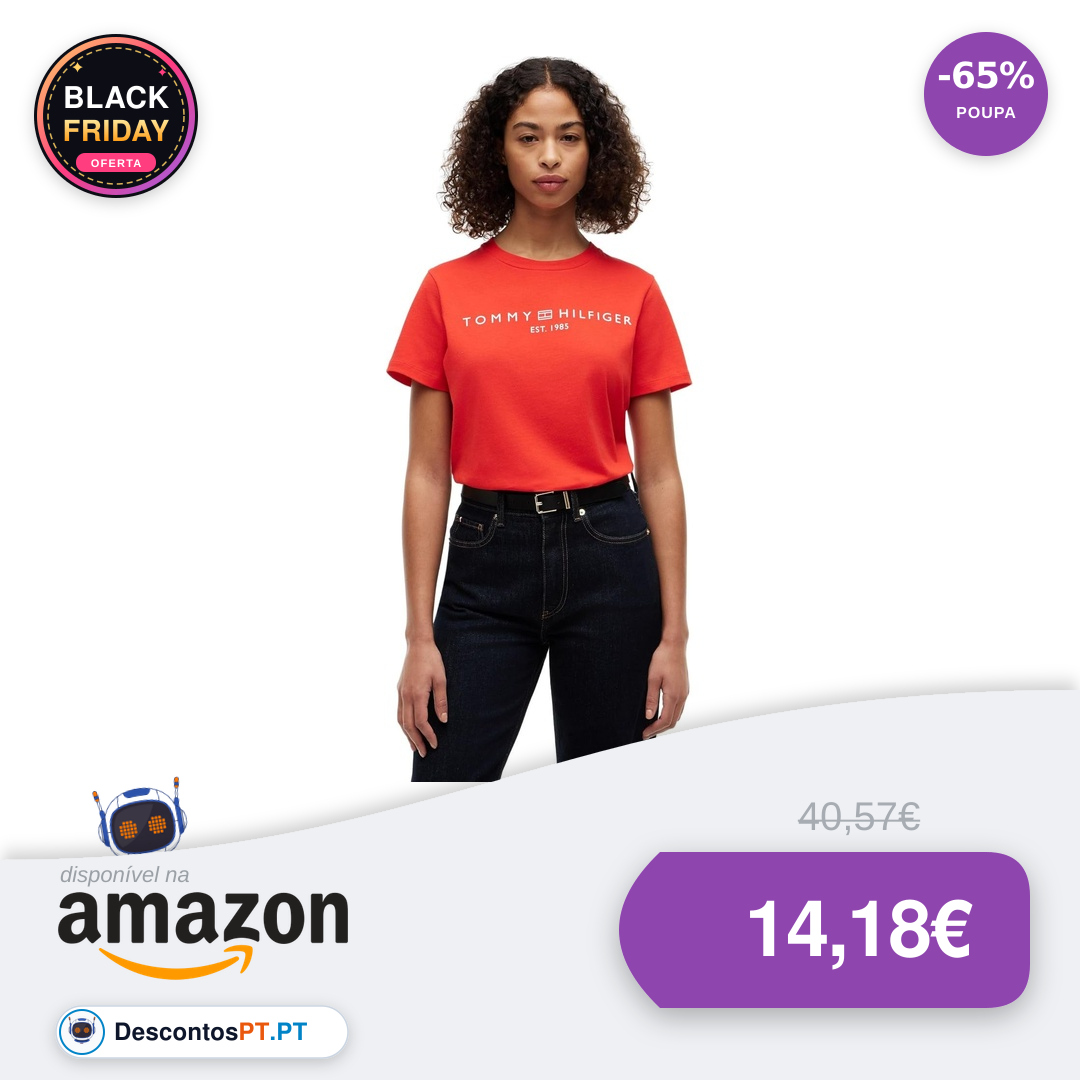 BLACK
FRIDAY
OFERTA
-65%
POUPA
TOMMY HILFIGER
EST. 1985
40,57€
14,18€
disponível na
amazon
DescontosPT.PT